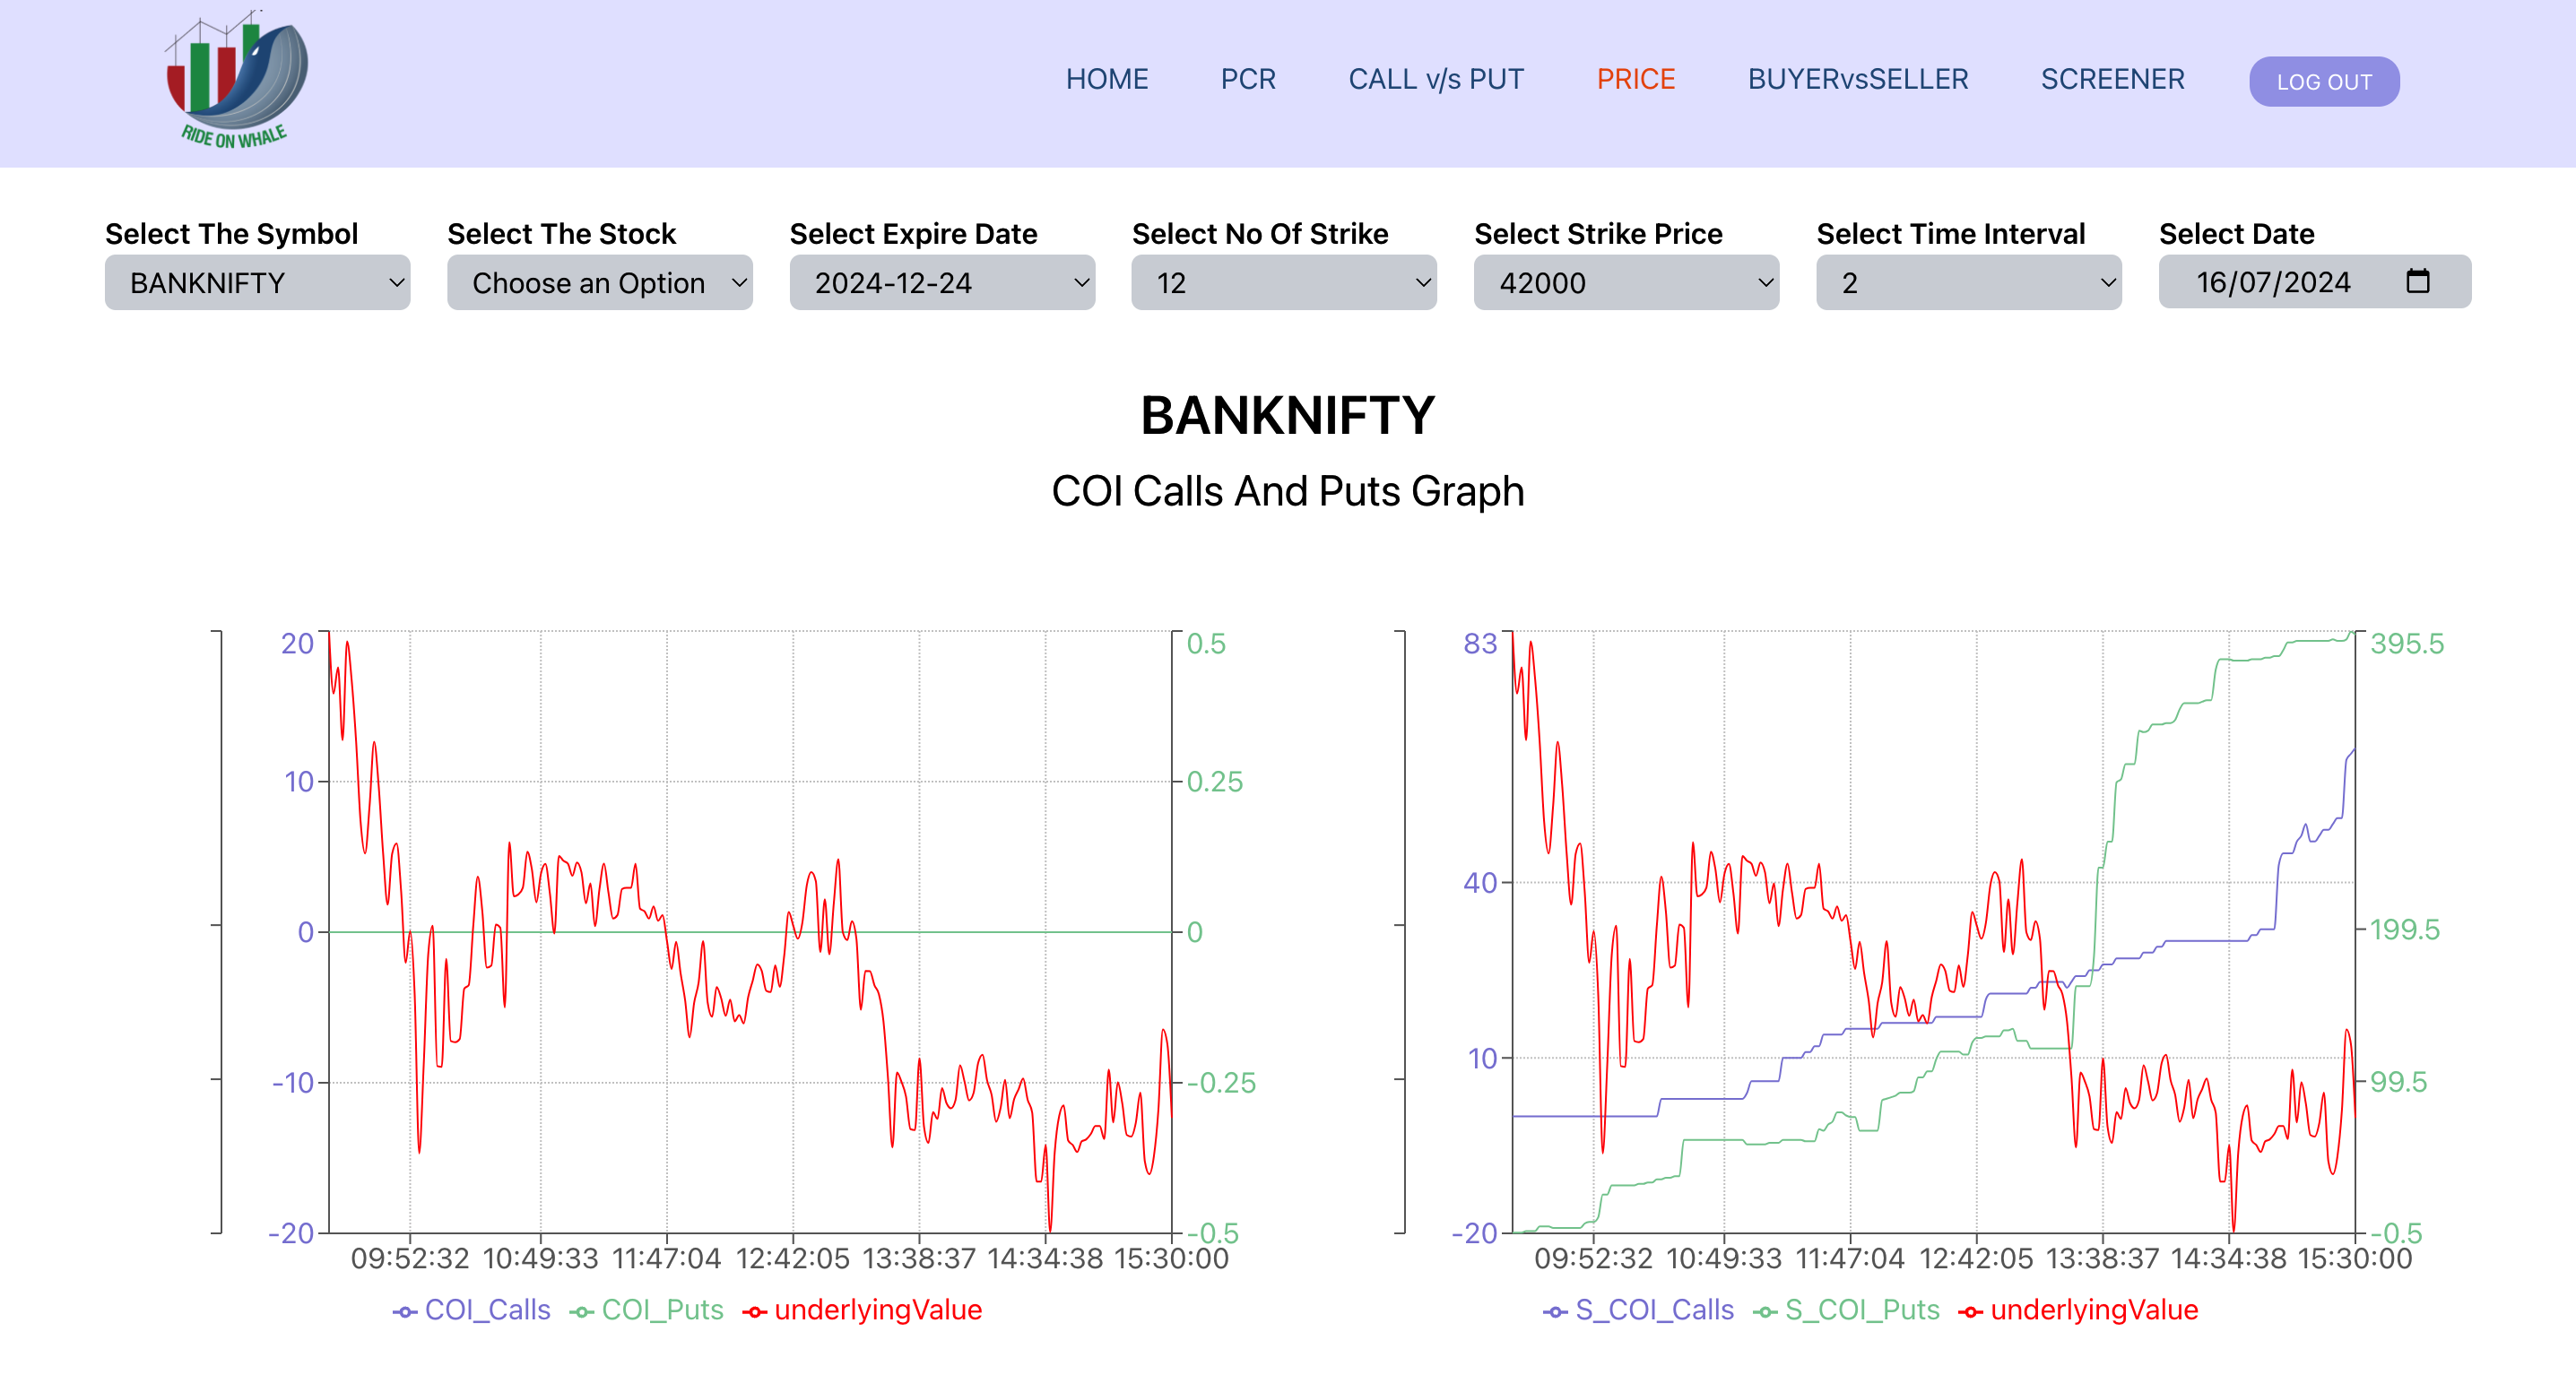 RIDE ON WHALE
HOME PCR CALL v/s PUT PRICE BUYERvsSELLER SCREENER LOG OUT
Select The Symbol Select The Stock Select Expire Date Select No Of Strike Select Strike Price Select Time Interval Select Date
BANKNIFTY Choose an Option 2024-12-24 12 42000 2 16/07/2024
BANKNIFTY
COI Calls And Puts Graph
20
10
0
-10
-20
0.5
0.25
0
-0.25
-0.5
09:52:32 10:49:33 11:47:04 12:42:05 13:38:37 14:34:38 15:30:00
COI_Calls COI_Puts underlyingValue
83
40
10
-20
395.5
199.5
99.5
-0.5
09:52:32 10:49:33 11:47:04 12:42:05 13:38:37 14:34:38 15:30:00
S_COI_Calls S_COI_Puts underlyingValue